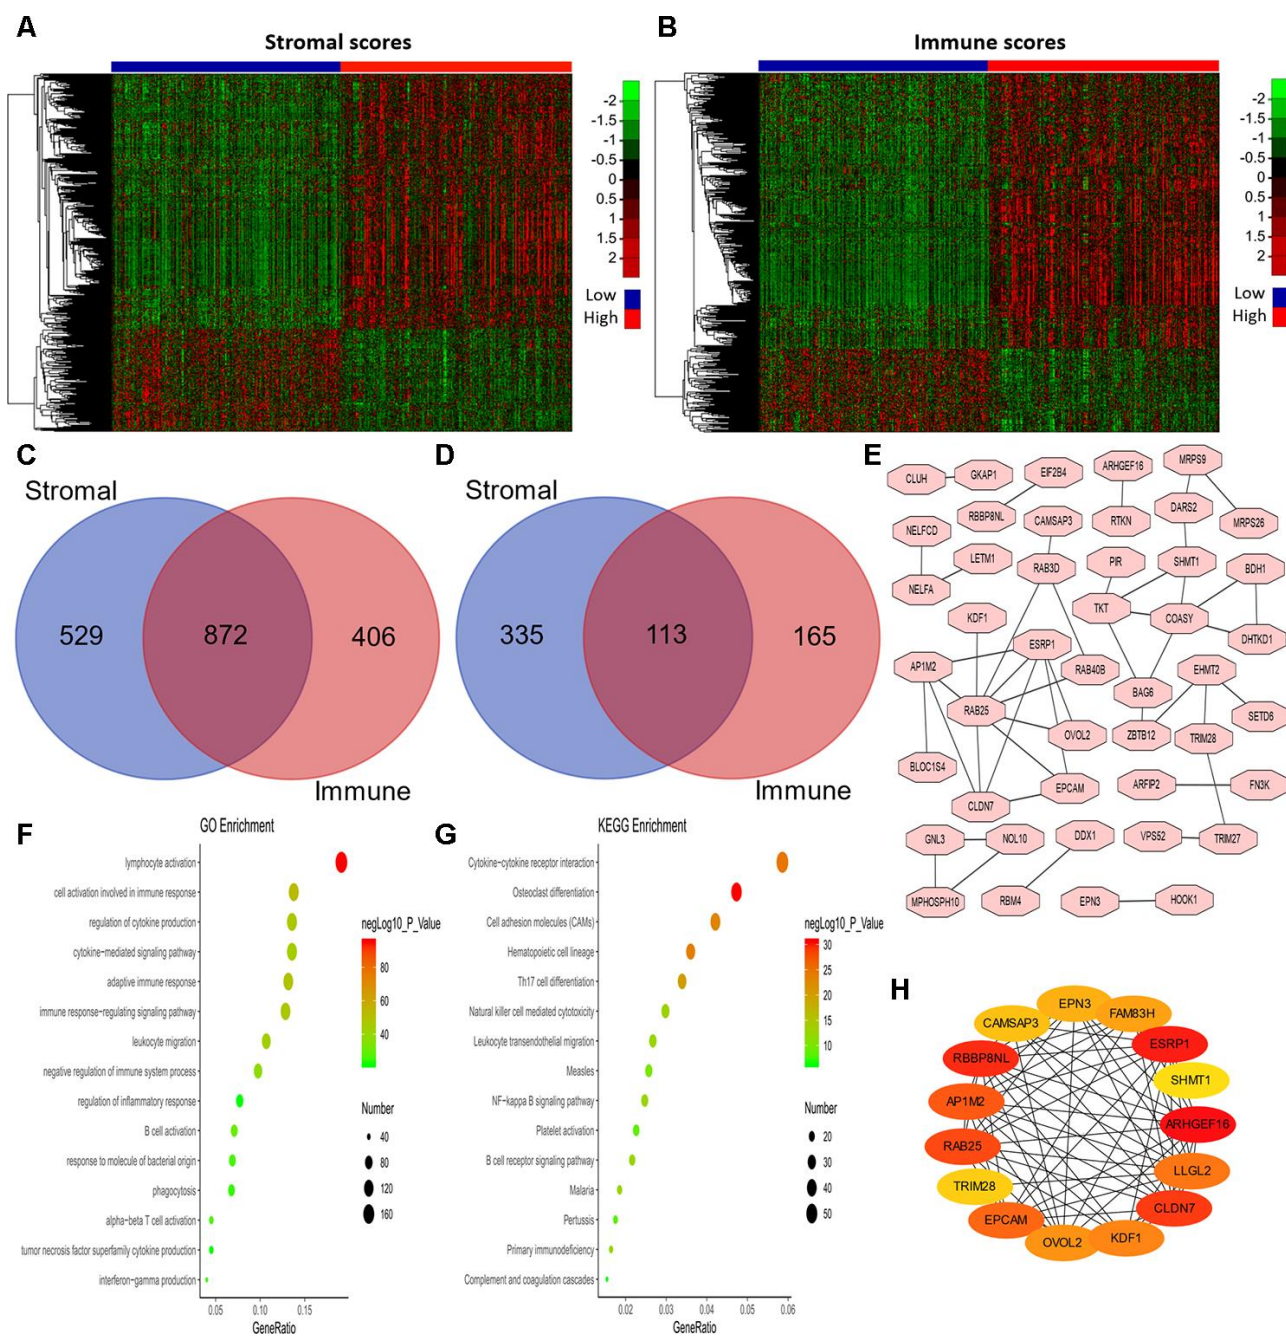 A
Stromal scores
-2
-1.5
-1
-0.5
0
0.5
1
1.5
2
Low
High
B
Immune scores
-2
-1.5
-1
-0.5
0
0.5
1
1.5
2
Low
High
C
Stromal
529
872
406
Immune
D
Stromal
335
113
165
Immune
E
CLUH
GKAP1
EIF2B4
ARHGEF16
MRPS9
RBBP8NL
CAMSAP3
RTKN
DARS2
MRPS26
NELFCD
LETM1
RAB3D
PIR
SHMT1
BDH1
NELFA
TKT
COASY
KDF1
DHTKD1
ESRP1
AP1M2
RAB40B
EHMT2
BAG6
RAB25
SETD6
OVOL2
ZBTB12
TRIM28
BLOC1S4
EPCAM
ARFIP2
FN3K
CLDN7
GNL3
NOL10
DDX1
VPS52
TRIM27
MPHOSPH10
RBM4
EPN3
HOOK1
F
GO Enrichment
lymphocyte activation
cell activation involved in immune response
regulation of cytokine production
cytokine−mediated signaling pathway
adaptive immune response
immune response−regulating signaling pathway
leukocyte migration
negative regulation of immune system process
regulation of inflammatory response
B cell activation
response to molecule of bacterial origin
phagocytosis
alpha−beta T cell activation
tumor necrosis factor superfamily cytokine production
interferon−gamma production
0.05 0.10 0.15
GeneRatio
negLog10_P_Value
80
60
40
Number
40
80
120
160
G
KEGG Enrichment
Cytokine−cytokine receptor interaction
Osteoclast differentiation
Cell adhesion molecules (CAMs)
Hematopoietic cell lineage
Th17 cell differentiation
Natural killer cell mediated cytotoxicity
Leukocyte transendothelial migration
Measles
NF−kappa B signaling pathway
Platelet activation
B cell receptor signaling pathway
Malaria
Pertussis
Primary immunodeficiency
Complement and coagulation cascades
0.02 0.03 0.04 0.05 0.06
GeneRatio
negLog10_P_Value
30
25
20
15
10
Number
20
30
40
50
H
EPN3
FAM83H
CAMSAP3
ESRP1
RBBP8NL
SHMT1
AP1M2
ARHGEF16
RAB25
LLGL2
TRIM28
CLDN7
EPCAM
KDF1
OVOL2